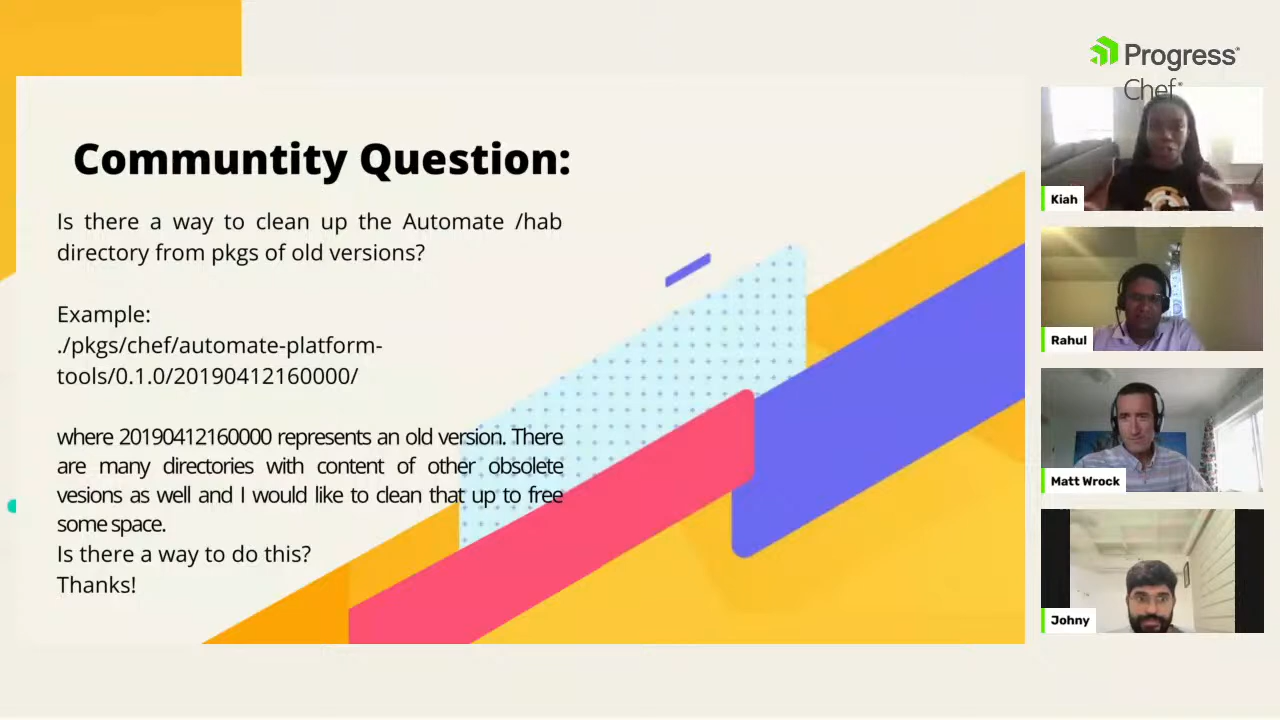 Progress
Chef
Communtity Question:
Is there a way to clean up the Automate /hab
directory from pkgs of old versions?
Example:
./pkgs/chef/automate-platform-
tools/0.1.0/20190412160000/
where 20190412160000 represents an old version. There
are many directories with content of other obsolete
vesions as well and I would like to clean that up to free
some space.
Is there a way to do this?
Thanks!
Kiah
Rahul
Matt Wrock
Johny